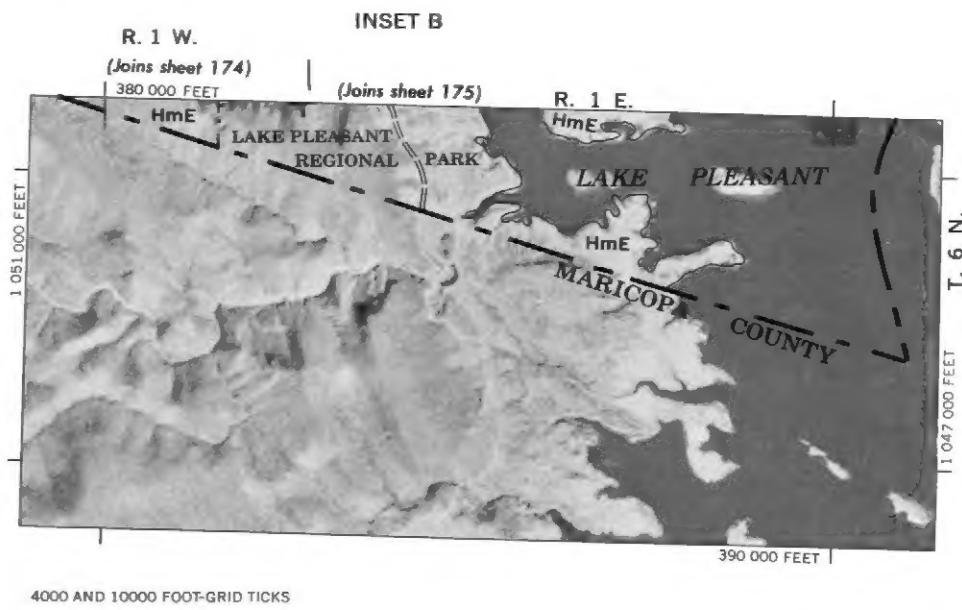 INSET B
R. 1 W.
(Joins sheet 174)
380 000 FEET
(Joins sheet 175)
R. 1 E.
HmE
HmE
LAKE PLEASANT
REGIONAL PARK
LAKE PLEASANT
1 051 000 FEET
T. 6 N.
HmE
MARICOP
COUNTY
1 047 000 FEET
390 000 FEET
4000 AND 10000 FOOT-GRID TICKS